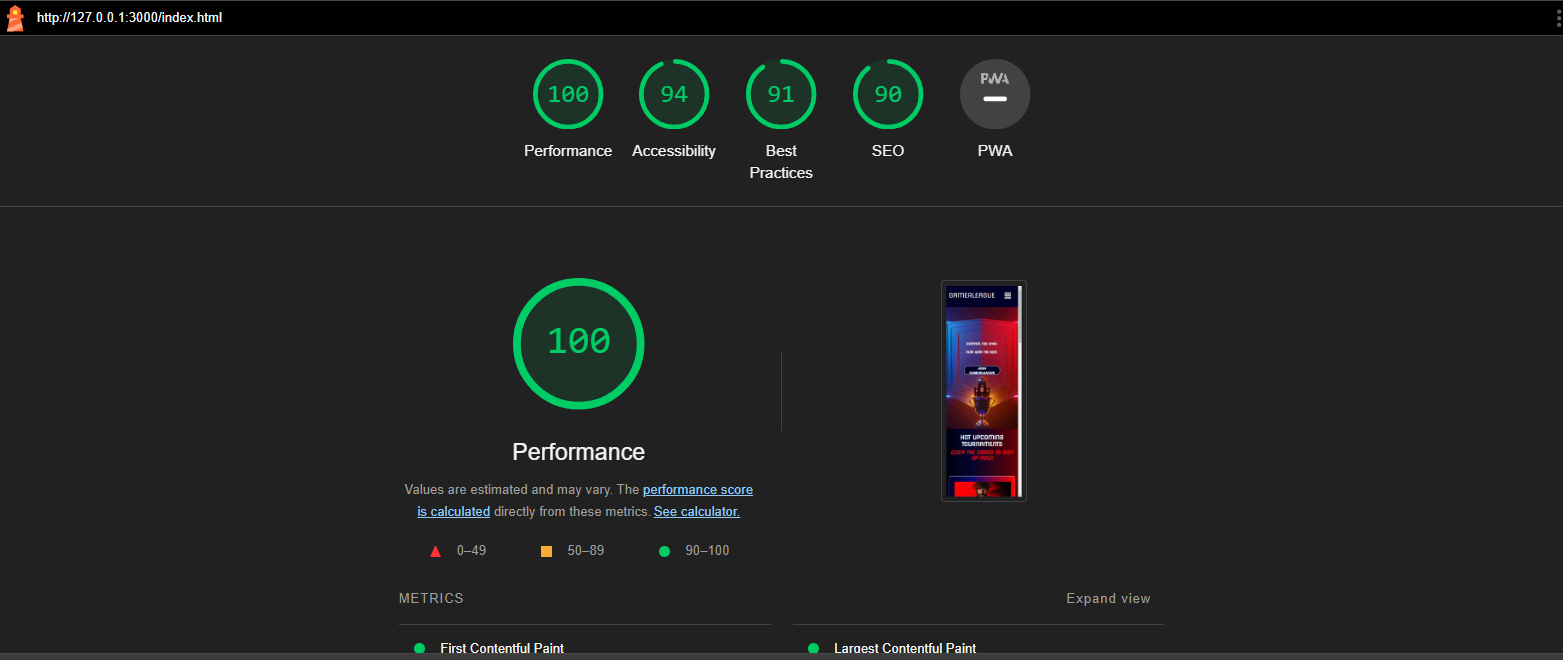 http://127.0.0.1:3000/index.html
100
94
91
90
PWA
Performance
Accessibility
Best
Practices
SEO
PWA
100
Performance
Values are estimated and may vary. The performance score
is calculated directly from these metrics. See calculator.
0–49
50–89
90–100
GAMERLEAGUE
JOIN
GAMERLEAGUE
HOT UPCOMING
TOURNAMENTS
METRICS
Expand view
First Contentful Paint
Largest Contentful Paint